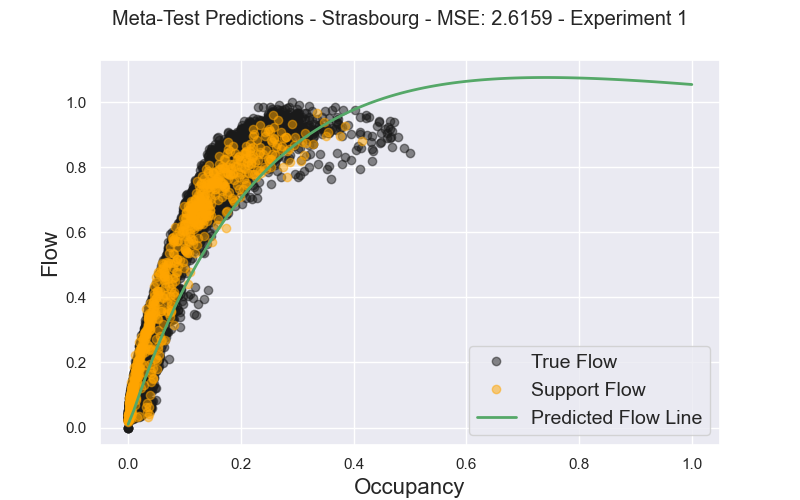 Meta-Test Predictions - Strasbourg - MSE: 2.6159 - Experiment 1
1.0
0.8
0.6
0.4
0.2
0.0
Flow
True Flow
Support Flow
Predicted Flow Line
0.0 0.2 0.4 0.6 0.8 1.0
Occupancy